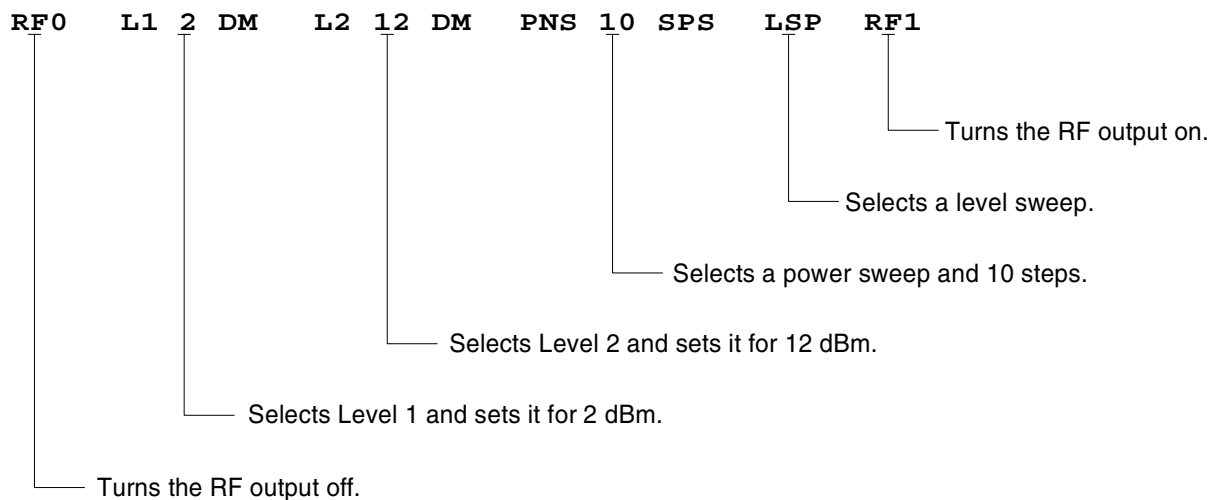 RF0 L1 2 DM L2 12 DM PNS 10 SPS LSP RF1
Turns the RF output on.
Selects a level sweep.
Selects a power sweep and 10 steps.
Selects Level 2 and sets it for 12 dBm.
Selects Level 1 and sets it for 2 dBm.
Turns the RF output off.